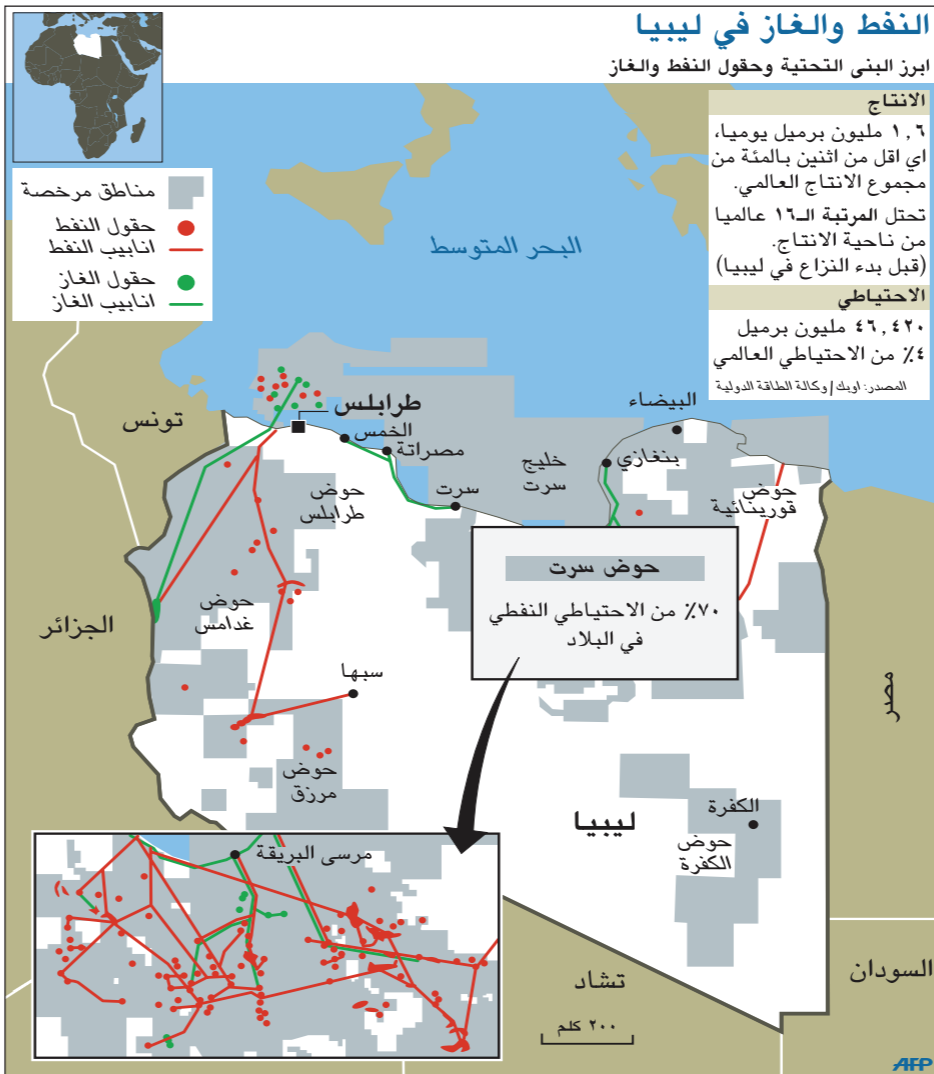 النفط والغاز في ليبيا
ابرز البنى التحتية وحقول النفط والغاز
الانتاج
١,٦ مليون برميل يوميا،
اي اقل من اثنين بالمئة من
مجموع الانتاج العالمي.
تحتل المرتبة الـ١٦ عالميا
من ناحية الانتاج.
(قبل بدء النزاع في ليبيا)
الاحتياطي
٤٦,٤٢٠ مليون برميل
٤٪ من الاحتياطي العالمي
المصدر: اوبك/وكالة الطاقة الدولية
مناطق مرخصة
حقول النفط
انابيب النفط
حقول الغاز
انابيب الغاز
البحر المتوسط
تونس
طرابلس
الخمس
مصراتة
سرت
خليج
سرت
البيضاء
بنغازي
حوض
قورينائية
حوض
طرابلس
حوض
غدامس
الجزائر
سبها
حوض
مرزق
حوض سرت
٧٠٪ من الاحتياطي النفطي
في البلاد
مصر
ليبيا
الكفرة
حوض
الكفرة
مرسى البريقة
تشاد
السودان
٢٠٠ كلم
AFP